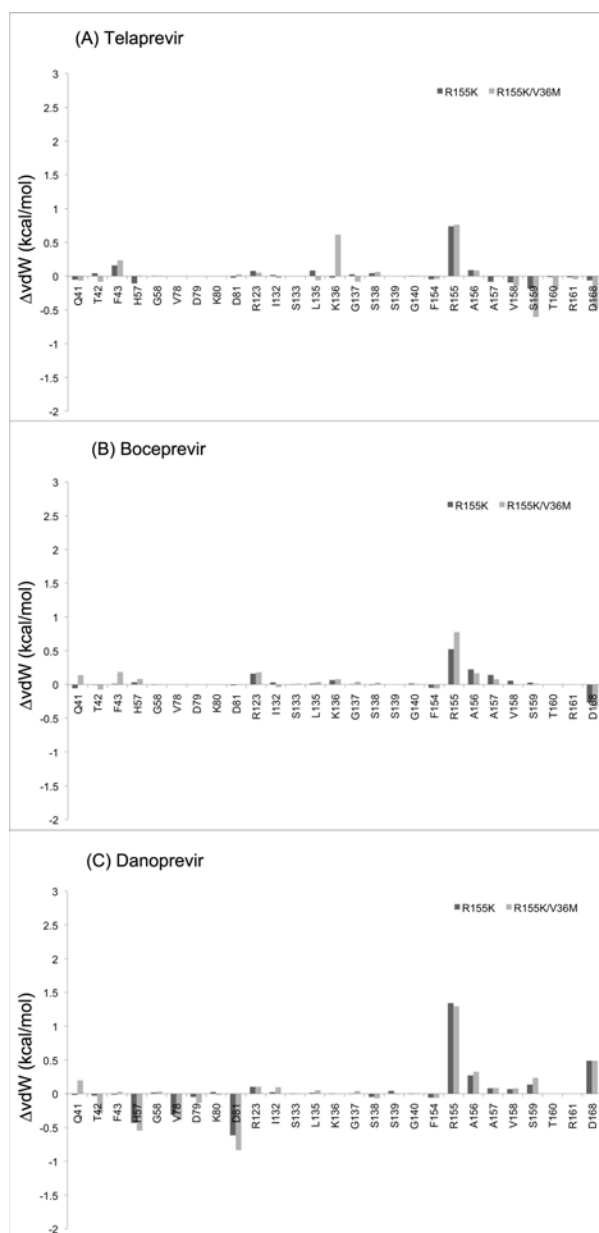 (A) Telaprevir
R155K R155K/V36M
ΔvdW (kcal/mol)
3
2.5
2
1.5
1
0.5
0
-0.5
-1
-1.5
-2
Q41 T42 F43 H57 G58 V78 D79 K80 D81 R123 I132 S133 L135 K136 G137 S138 S139 G140 F154 R155 A156 A157 V158 S159 T160 R161 D168
(B) Boceprevir
R155K R155K/V36M
ΔvdW (kcal/mol)
3
2.5
2
1.5
1
0.5
0
-0.5
-1
-1.5
-2
Q41 T42 F43 H57 G58 V78 D79 K80 D81 R123 I132 S133 L135 K136 G137 S138 S139 G140 F154 R155 A156 A157 V158 S159 T160 R161 D168
(C) Danoprevir
R155K R155K/V36M
ΔvdW (kcal/mol)
3
2.5
2
1.5
1
0.5
0
-0.5
-1
-1.5
-2
Q41 T42 F43 H57 G58 V78 D79 K80 D81 R123 I132 S133 L135 K136 G137 S138 S139 G140 F154 R155 A156 A157 V158 S159 T160 R161 D168